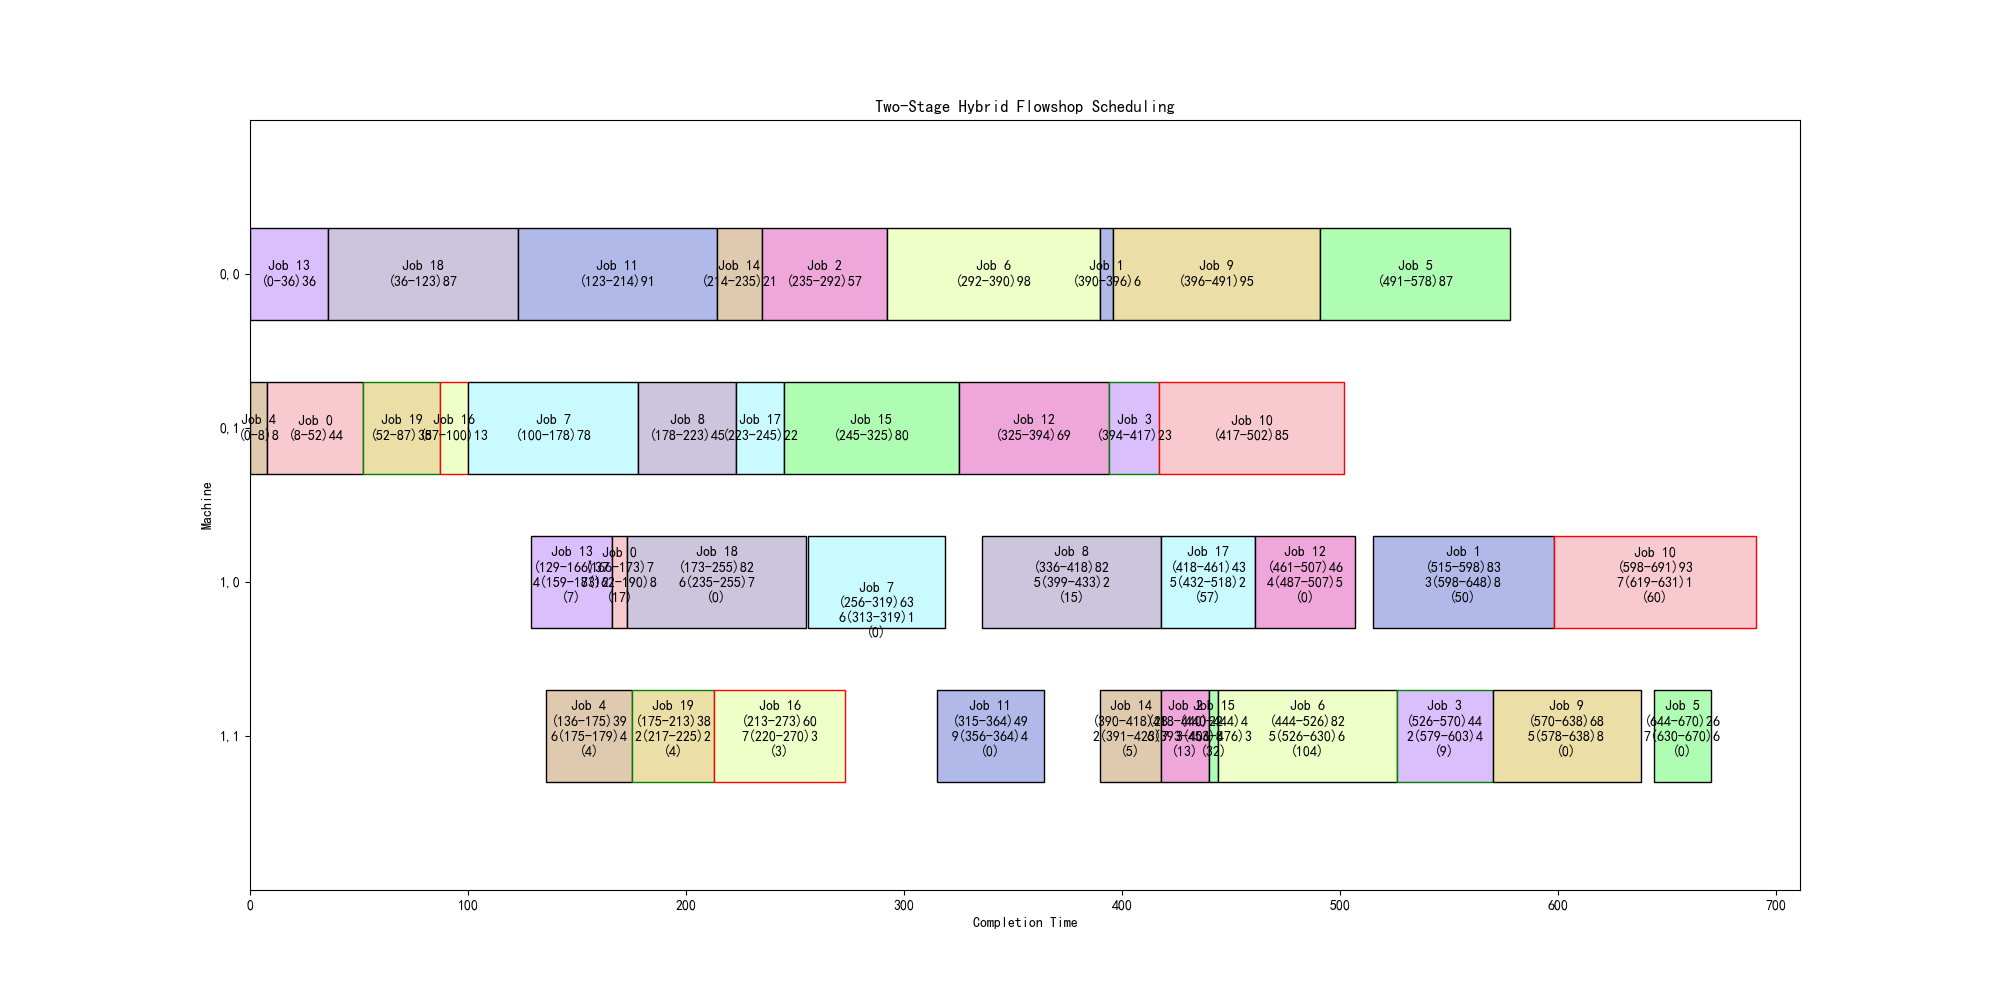 Two-Stage Hybrid Flowshop Scheduling
Machine
0,0
Job 13
(0-36)36
Job 18
(36-123)87
Job 11
(123-214)91
Job 14
(214-235)21
Job 2
(235-292)57
Job 6
(292-390)98
Job 1
(390-396)6
Job 9
(396-491)95
Job 5
(491-578)87
0,1
Job 4
(0-8)8
Job 0
(8-52)44
Job 19
(52-87)35
Job 16
(87-100)13
Job 7
(100-178)78
Job 8
(178-223)45
Job 17
(223-245)22
Job 15
(245-325)80
Job 12
(325-394)69
Job 3
(394-417)23
Job 10
(417-502)85
1,0
Job 13
(129-166)37
(7)
Job 0
(166-173)7
(17)
Job 18
(173-255)82
6(235-255)7
(0)
Job 7
(256-319)63
6(313-319)1
(0)
Job 8
(336-418)82
5(399-433)2
(15)
Job 17
(418-461)43
5(432-518)2
(57)
Job 12
(461-507)46
4(487-507)5
(0)
Job 1
(515-598)83
3(598-648)8
(50)
Job 10
(598-691)93
7(619-631)1
(60)
1,1
Job 4
(136-175)39
6(175-179)4
(4)
Job 19
(175-213)38
2(217-225)2
(4)
Job 16
(213-273)60
7(220-270)3
(3)
Job 11
(315-364)49
9(356-364)4
(0)
Job 14
(390-418)28
(5)
Job 2
(418-440)22
(13)
Job 15
(440-444)4
(32)
Job 6
(444-526)82
5(526-630)6
(104)
Job 3
(526-570)44
2(579-603)4
(9)
Job 9
(570-638)68
5(578-638)8
(0)
Job 5
(644-670)26
7(630-670)6
(0)
0
100
200
300
400
500
600
700
Completion Time